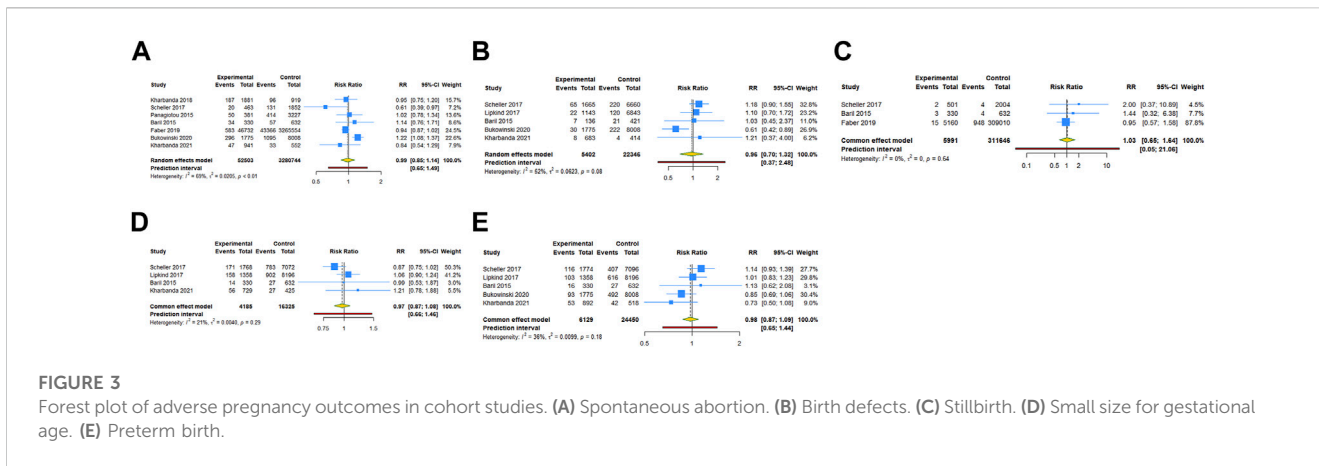 A
Experimental Control
Study Events Total Events Total Risk Ratio RR 95%-CI Weight
Kharbanda 2018 187 1881 96 919 0.95 [0.75; 1.20] 15.7%
Scheller 2017 20 463 131 1852 0.61 [0.39; 0.97] 7.1%
Panagiotou 2015 50 381 414 3227 1.02 [0.78; 1.34] 13.6%
Baril 2015 34 330 57 632 1.14 [0.76; 1.71] 8.7%
Faber 2019 583 46732 43366 3265554 0.94 [0.87; 1.02] 24.5%
Bukowinski 2020 296 1775 1095 8008 1.22 [1.08; 1.37] 22.6%
Kharbanda 2021 47 941 33 552 0.84 [0.54; 1.29] 7.9%
Random effects model 52503 3280744 0.99 [0.85; 1.14] 100.0%
Prediction interval [0.65; 1.49]
Heterogeneity: I² = 65%, τ² = 0.0205, p < 0.01
0.5 1 2
B
Experimental Control
Study Events Total Events Total Risk Ratio RR 95%-CI Weight
Scheller 2017 65 1665 220 6660 1.18 [0.90; 1.55] 32.8%
Lipkind 2017 22 1143 120 6843 1.10 [0.70; 1.72] 23.2%
Baril 2015 7 136 21 421 1.03 [0.45; 2.37] 11.0%
Bukowinski 2020 30 1775 222 8008 0.61 [0.42; 0.89] 26.9%
Kharbanda 2021 8 683 4 414 1.21 [0.37; 4.00] 6.2%
Random effects model 5402 22346 0.96 [0.70; 1.32] 100.0%
Prediction interval [0.37; 2.48]
Heterogeneity: I² = 52%, τ² = 0.0623, p = 0.08
0.5 1 2
C
Experimental Control
Study Events Total Events Total Risk Ratio RR 95%-CI Weight
Scheller 2017 2 501 4 2004 2.00 [0.37; 10.89] 4.5%
Baril 2015 3 330 4 632 1.44 [0.32; 6.38] 7.7%
Faber 2019 15 5160 948 309010 0.95 [0.57; 1.58] 87.8%
Common effect model 5991 311646 1.03 [0.65; 1.64] 100.0%
Prediction interval [0.05; 21.06]
Heterogeneity: I² = 0%, τ² = 0, p = 0.64
0.1 0.5 1 2 10
D
Experimental Control
Study Events Total Events Total Risk Ratio RR 95%-CI Weight
Scheller 2017 171 1768 783 7072 0.87 [0.75; 1.02] 50.3%
Lipkind 2017 158 1358 902 8196 1.06 [0.90; 1.24] 41.2%
Baril 2015 14 330 27 632 0.99 [0.53; 1.87] 3.0%
Kharbanda 2021 56 729 27 425 1.21 [0.78; 1.88] 5.5%
Common effect model 4185 16325 0.97 [0.87; 1.08] 100.0%
Prediction interval [0.66; 1.46]
Heterogeneity: I² = 21%, τ² = 0.0040, p = 0.29
0.75 1 1.5
E
Experimental Control
Study Events Total Events Total Risk Ratio RR 95%-CI Weight
Scheller 2017 116 1774 407 7096 1.14 [0.93; 1.39] 27.7%
Lipkind 2017 103 1358 616 8196 1.01 [0.83; 1.23] 29.8%
Baril 2015 16 330 27 632 1.13 [0.62; 2.08] 3.1%
Bukowinski 2020 93 1775 492 8008 0.85 [0.69; 1.06] 30.4%
Kharbanda 2021 53 892 42 518 0.73 [0.50; 1.08] 9.0%
Common effect model 6129 24450 0.98 [0.87; 1.09] 100.0%
Prediction interval [0.65; 1.44]
Heterogeneity: I² = 36%, τ² = 0.0099, p = 0.18
0.5 1 2
FIGURE 3
Forest plot of adverse pregnancy outcomes in cohort studies. (A) Spontaneous abortion. (B) Birth defects. (C) Stillbirth. (D) Small size for gestational
age. (E) Preterm birth.